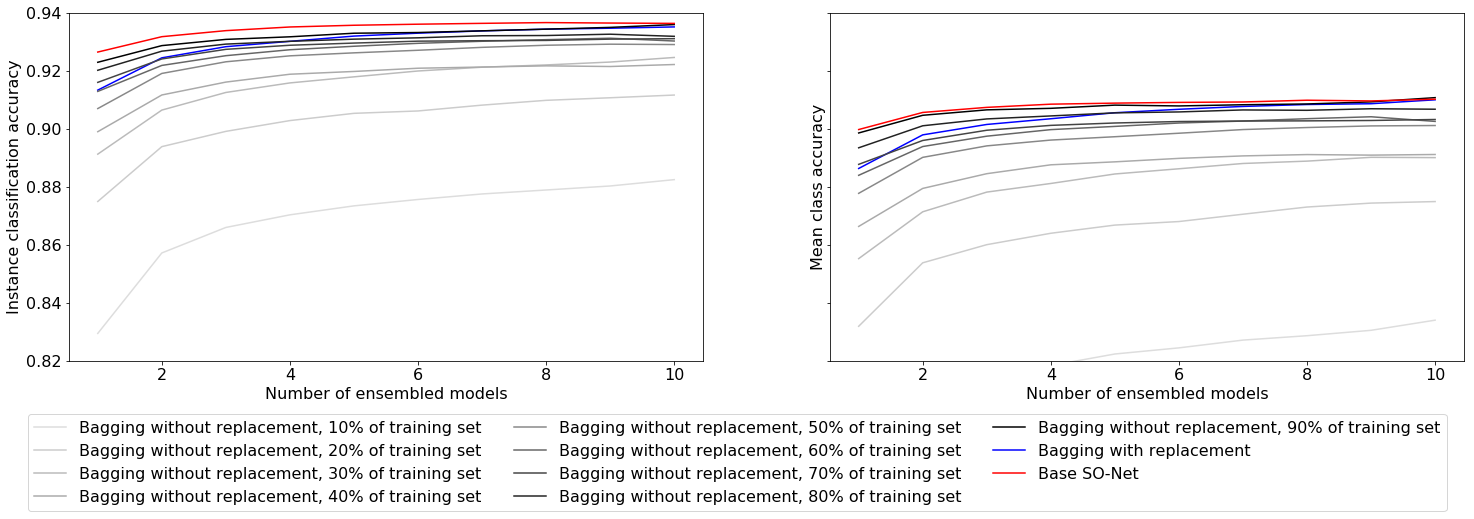 0.94
0.92
0.90
0.88
0.86
0.84
0.82
Instance classification accuracy
2 4 6 8 10
Number of ensembled models
Mean class accuracy
2 4 6 8 10
Number of ensembled models
Bagging without replacement, 10% of training set
Bagging without replacement, 20% of training set
Bagging without replacement, 30% of training set
Bagging without replacement, 40% of training set
Bagging without replacement, 50% of training set
Bagging without replacement, 60% of training set
Bagging without replacement, 70% of training set
Bagging without replacement, 80% of training set
Bagging without replacement, 90% of training set
Bagging with replacement
Base SO-Net